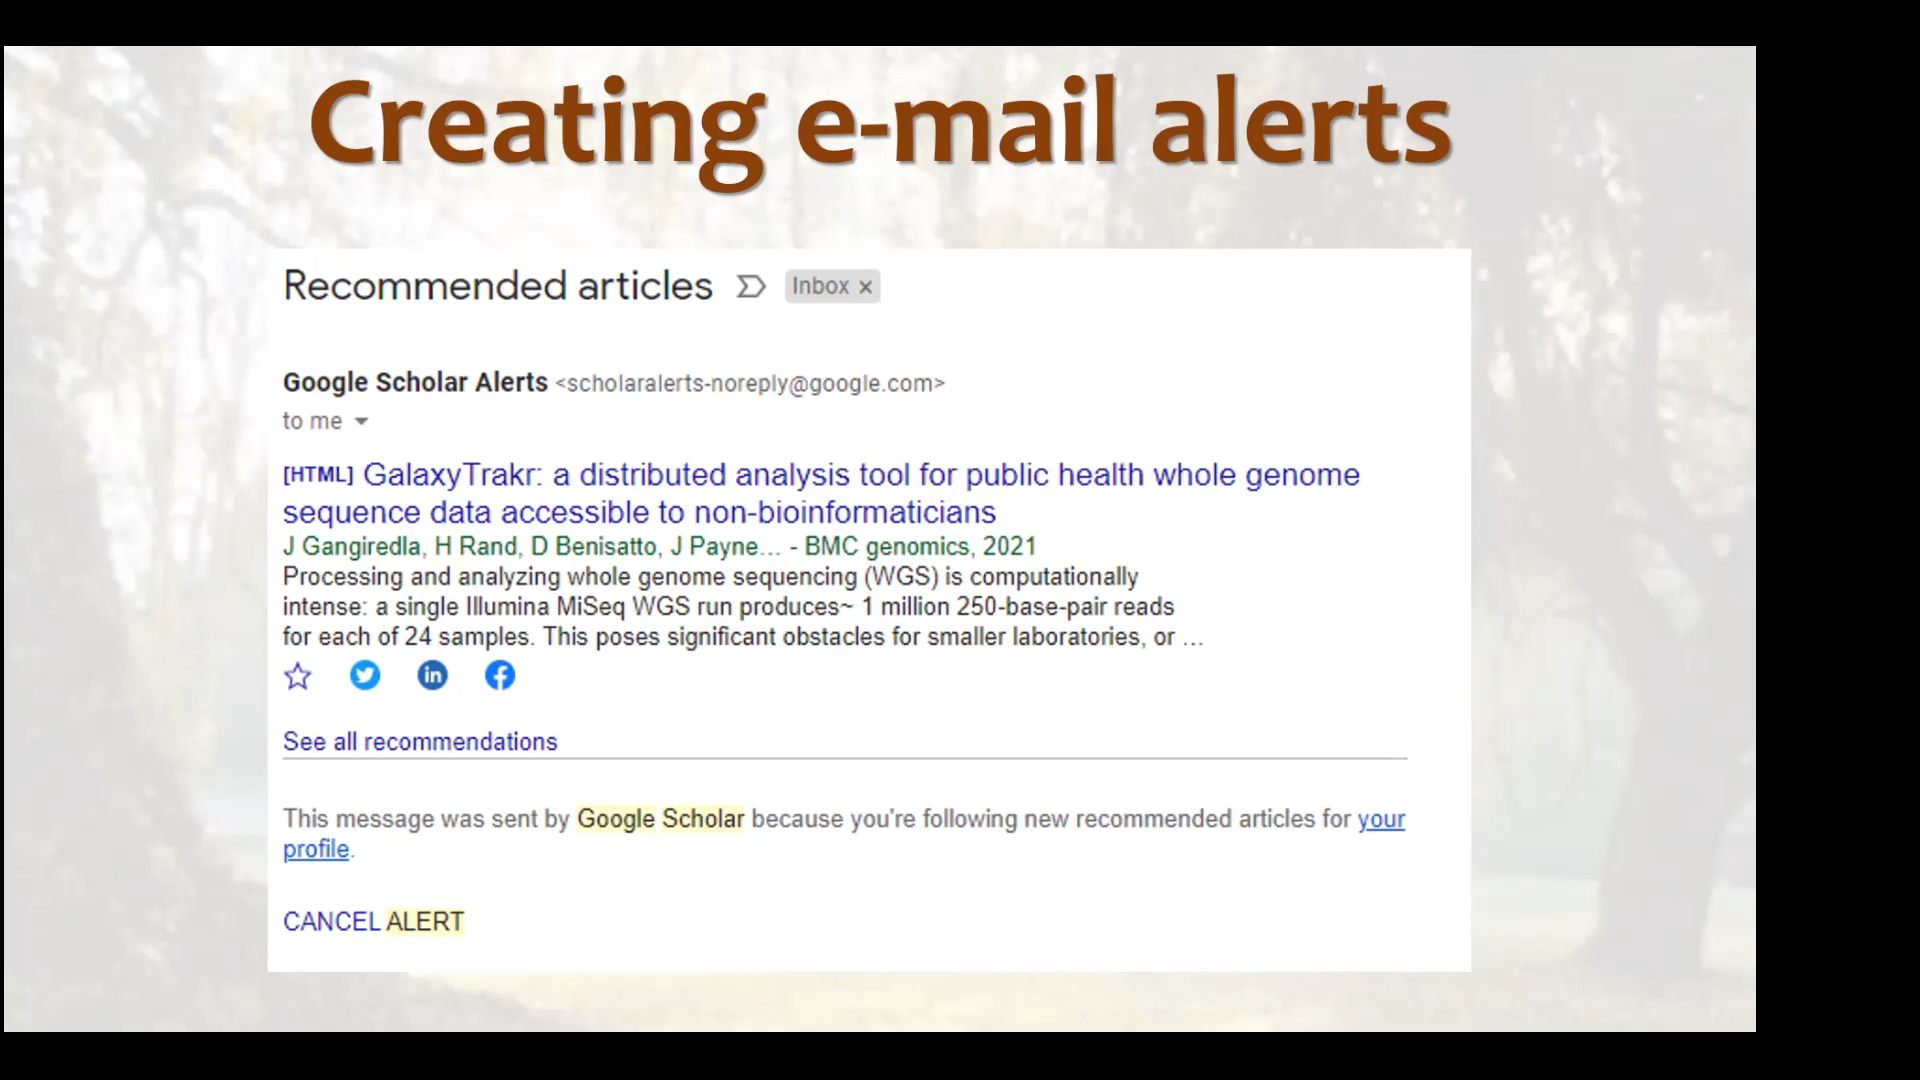 Creating e-mail alerts
Recommended articles Inbox ×
Google Scholar Alerts <scholaralerts-noreply@google.com>
to me
[HTML] GalaxyTrakr: a distributed analysis tool for public health whole genome
sequence data accessible to non-bioinformaticians
J Gangiredla, H Rand, D Benisatto, J Payne… - BMC genomics, 2021
Processing and analyzing whole genome sequencing (WGS) is computationally
intense: a single Illumina MiSeq WGS run produces~ 1 million 250-base-pair reads
for each of 24 samples. This poses significant obstacles for smaller laboratories, or …
in f
See all recommendations
This message was sent by Google Scholar because you're following new recommended articles for your
profile.
CANCEL ALERT